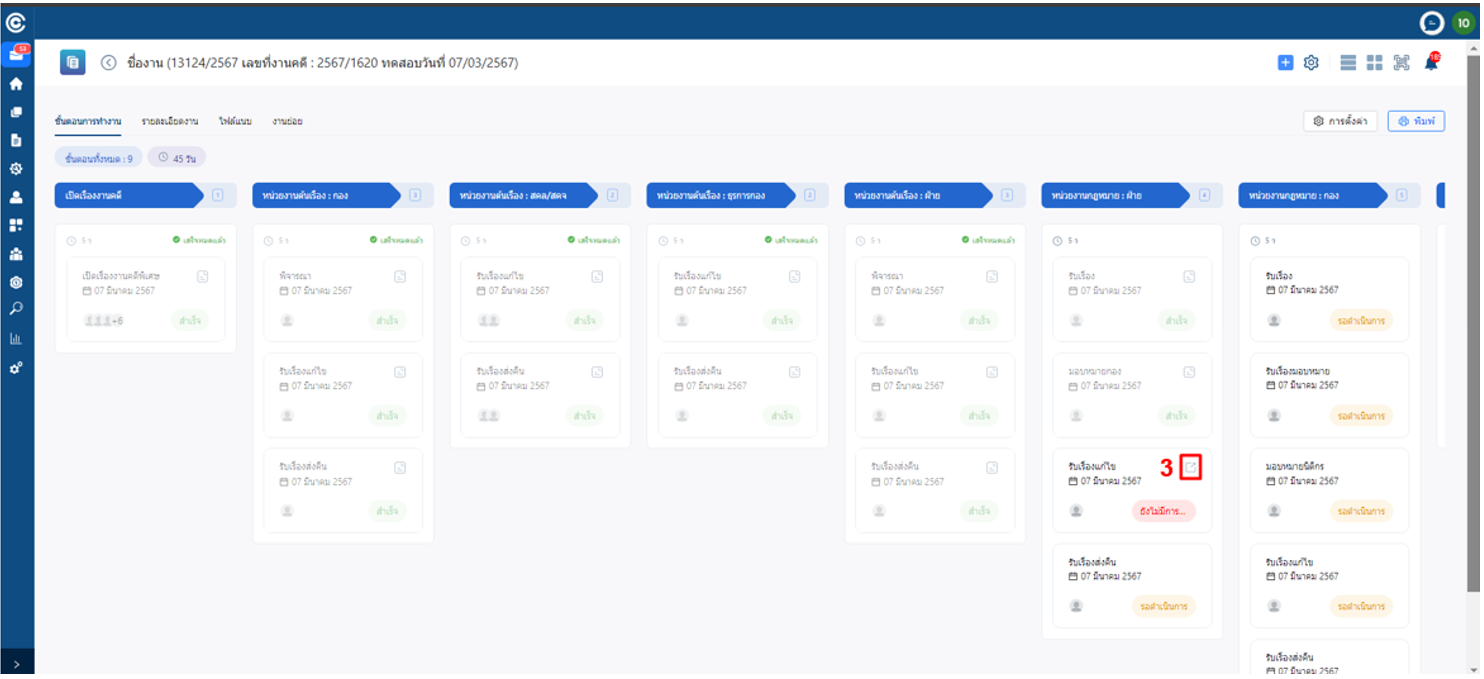 10
53
ชื่องาน (13124/2567 เลขที่งานคดี : 2567/1620 ทดสอบวันที่ 07/03/2567)
ขั้นตอนการทำงาน รายละเอียดงาน ไฟล์แนบ งานย่อย
การตั้งค่า พิมพ์
ขั้นตอนทั้งหมด : 9 45 วัน
เปิดเรื่องงานคดี 1
5 ว เสร็จหมดแล้ว
เปิดเรื่องงานคดีพิเศษ
07 มีนาคม 2567
+6 สำเร็จ
หน่วยงานต้นเรื่อง : กอง 3
5 ว เสร็จหมดแล้ว
พิจารณา
07 มีนาคม 2567
สำเร็จ
รับเรื่องแก้ไข
07 มีนาคม 2567
สำเร็จ
รับเรื่องส่งคืน
07 มีนาคม 2567
สำเร็จ
หน่วยงานต้นเรื่อง : สคล/สคจ 2
5 ว เสร็จหมดแล้ว
รับเรื่องแก้ไข
07 มีนาคม 2567
สำเร็จ
รับเรื่องส่งคืน
07 มีนาคม 2567
สำเร็จ
หน่วยงานต้นเรื่อง : ธุรการกอง 2
5 ว เสร็จหมดแล้ว
รับเรื่องแก้ไข
07 มีนาคม 2567
สำเร็จ
รับเรื่องส่งคืน
07 มีนาคม 2567
สำเร็จ
หน่วยงานต้นเรื่อง : ฝ่าย 3
5 ว เสร็จหมดแล้ว
พิจารณา
07 มีนาคม 2567
สำเร็จ
รับเรื่องแก้ไข
07 มีนาคม 2567
สำเร็จ
รับเรื่องส่งคืน
07 มีนาคม 2567
สำเร็จ
หน่วยงานกฎหมาย : ฝ่าย 4
5 ว
รับเรื่อง
07 มีนาคม 2567
สำเร็จ
มอบหมายกอง
07 มีนาคม 2567
สำเร็จ
รับเรื่องแก้ไข 3
07 มีนาคม 2567
ยังไม่มีการ...
รับเรื่องส่งคืน
07 มีนาคม 2567
รอดำเนินการ
หน่วยงานกฎหมาย : กอง 5
5 ว
รับเรื่อง
07 มีนาคม 2567
รอดำเนินการ
รับเรื่องมอบหมาย
07 มีนาคม 2567
รอดำเนินการ
มอบหมายนิติกร
07 มีนาคม 2567
รอดำเนินการ
รับเรื่องแก้ไข
07 มีนาคม 2567
รอดำเนินการ
รับเรื่องส่งคืน
07 มีนาคม 2567